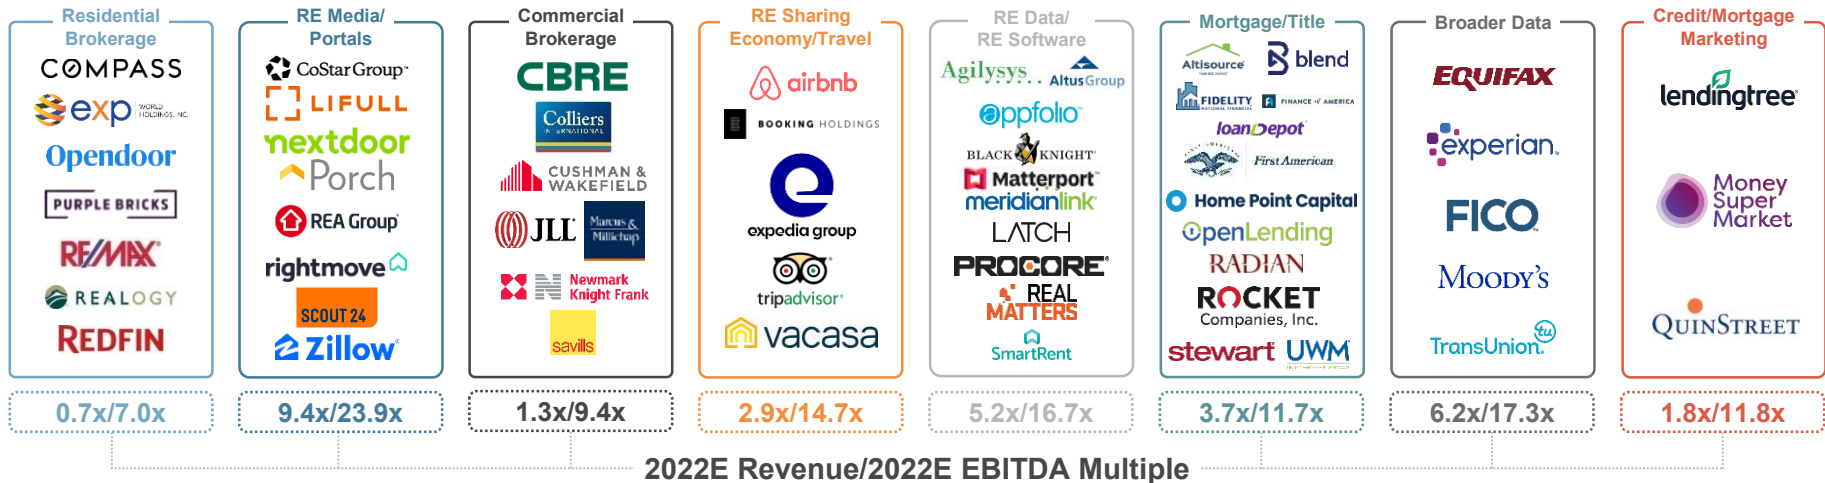 Residential
Brokerage
COMPASS
exp WORLD
HOLDINGS, INC.
Opendoor
PURPLE BRICKS
RE/MAX
REALOGY
REDFIN
0.7x/7.0x
RE Media/
Portals
CoStar Group™
LIFULL
nextdoor
Porch
REA Group
rightmove
SCOUT 24
Zillow
9.4x/23.9x
Commercial
Brokerage
CBRE
Colliers
INTERNATIONAL
CUSHMAN &
WAKEFIELD
JLL
Marcus &
Millichap
Newmark
Knight Frank
savills
1.3x/9.4x
RE Sharing
Economy/Travel
airbnb
BOOKING HOLDINGS
expedia group
tripadvisor
vacasa
2.9x/14.7x
RE Data/
RE Software
Agilysys
AltusGroup
appfolio
BLACK KNIGHT
Matterport™
meridianlink
LATCH
PROCORE
REAL
MATTERS
SmartRent
5.2x/16.7x
Mortgage/Title
Altisource
blend
FIDELITY
NATIONAL FINANCIAL
FINANCE OF AMERICA
loanDepot
FIRST AMERICAN
First American
Home Point Capital
OpenLending
RADIAN
ROCKET
Companies, Inc.
stewart
UWM
3.7x/11.7x
Broader Data
EQUIFAX
experian™
FICO
MOODY'S
TransUnion tu
6.2x/17.3x
Credit/Mortgage
Marketing
lendingtree
Money
Super
Market
QUINSTREET
1.8x/11.8x
2022E Revenue/2022E EBITDA Multiple